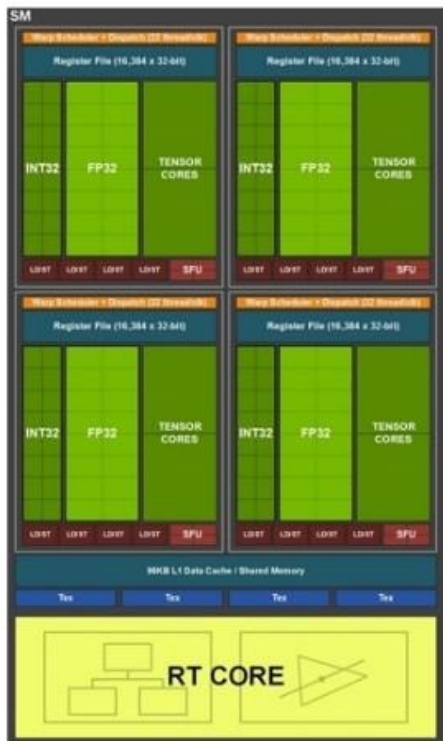 SM
Warp Scheduler + Dispatch (32 thread/clk)
Warp Scheduler + Dispatch (32 thread/clk)
Register File (16,384 x 32-bit)
Register File (16,384 x 32-bit)
INT32 FP32 TENSOR CORES
INT32 FP32 TENSOR CORES
LD/ST LD/ST LD/ST LD/ST SFU
LD/ST LD/ST LD/ST LD/ST SFU
Warp Scheduler + Dispatch (32 thread/clk)
Warp Scheduler + Dispatch (32 thread/clk)
Register File (16,384 x 32-bit)
Register File (16,384 x 32-bit)
INT32 FP32 TENSOR CORES
INT32 FP32 TENSOR CORES
LD/ST LD/ST LD/ST LD/ST SFU
LD/ST LD/ST LD/ST LD/ST SFU
96KB L1 Data Cache / Shared Memory
Tex Tex Tex Tex
RT CORE